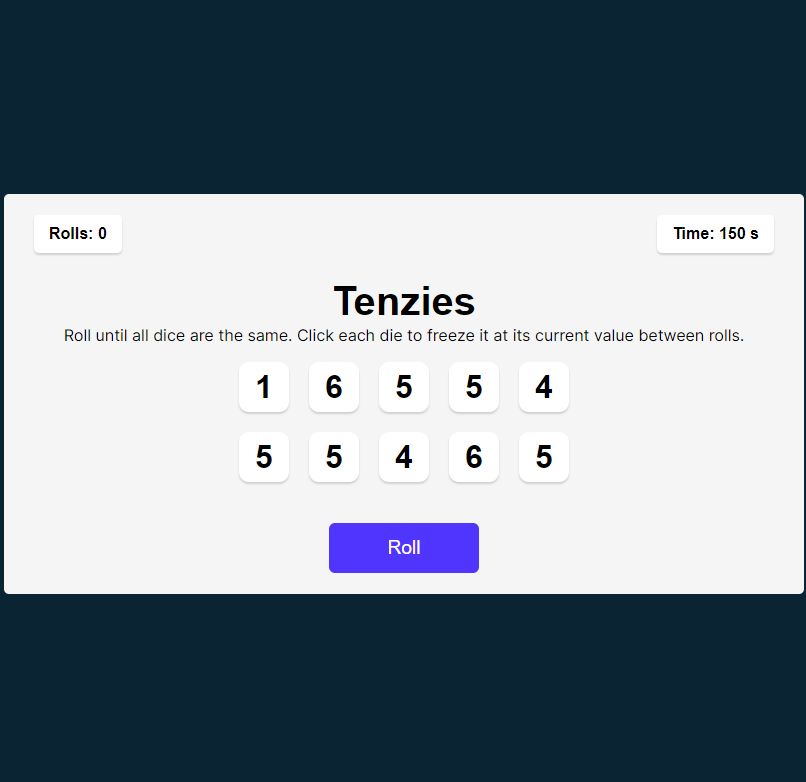 Rolls: 0
Time: 150 s
Tenzies
Roll until all dice are the same. Click each die to freeze it at its current value between rolls.
1 6 5 5 4
5 5 4 6 5
Roll